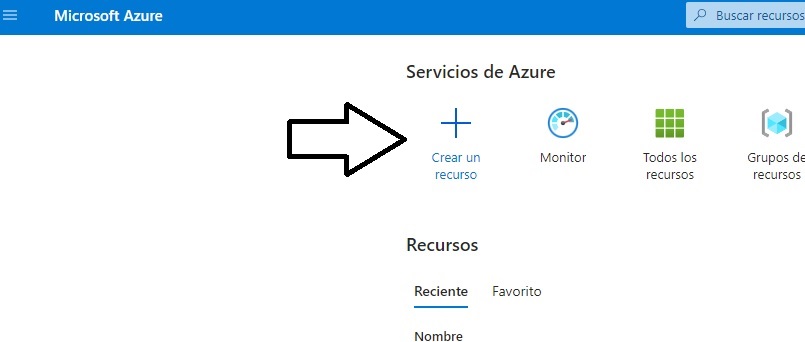 Microsoft Azure
Buscar recursos
Servicios de Azure
Crear un
recurso
Monitor
Todos los
recursos
Grupos de
recursos
Recursos
Reciente
Favorito
Nombre